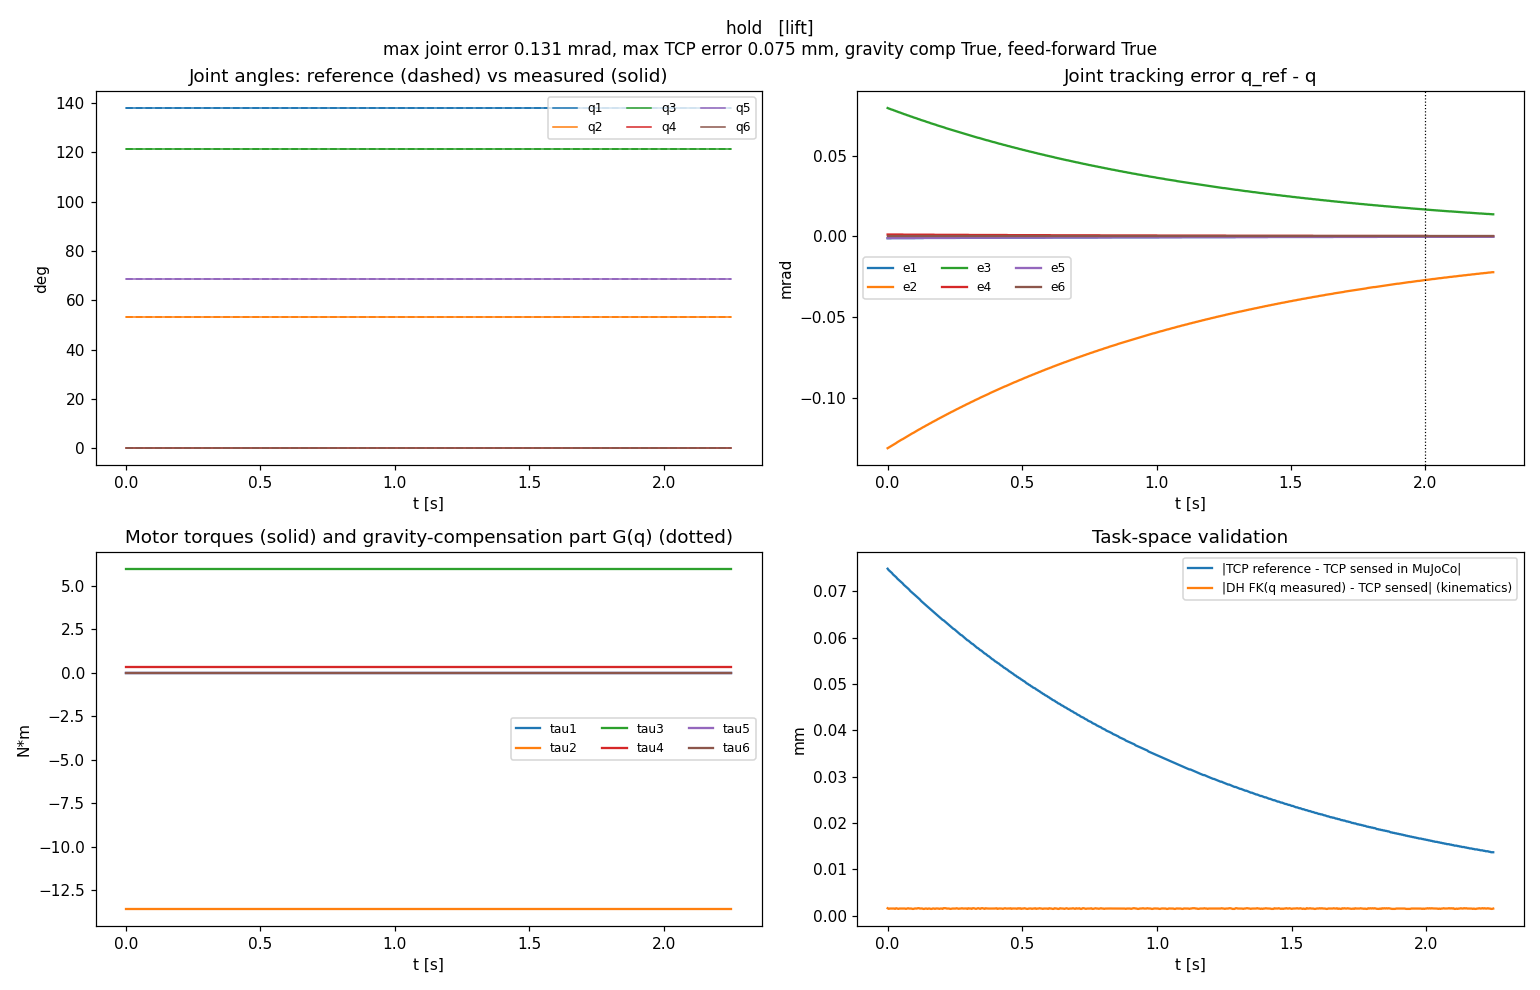 hold   [lift]
max joint error 0.131 mrad, max TCP error 0.075 mm, gravity comp True, feed-forward True
Joint angles: reference (dashed) vs measured (solid)
140
120
100
80
60
40
20
0
deg
q1 q3 q5
q2 q4 q6
0.0 0.5 1.0 1.5 2.0
t [s]
Joint tracking error q_ref - q
0.05
0.00
−0.05
−0.10
mrad
e1 e3 e5
e2 e4 e6
0.0 0.5 1.0 1.5 2.0
t [s]
Motor torques (solid) and gravity-compensation part G(q) (dotted)
5.0
2.5
0.0
−2.5
−5.0
−7.5
−10.0
−12.5
N*m
tau1 tau3 tau5
tau2 tau4 tau6
0.0 0.5 1.0 1.5 2.0
t [s]
Task-space validation
|TCP reference - TCP sensed in MuJoCo|
|DH FK(q measured) - TCP sensed| (kinematics)
0.07
0.06
0.05
0.04
0.03
0.02
0.01
0.00
mm
0.0 0.5 1.0 1.5 2.0
t [s]